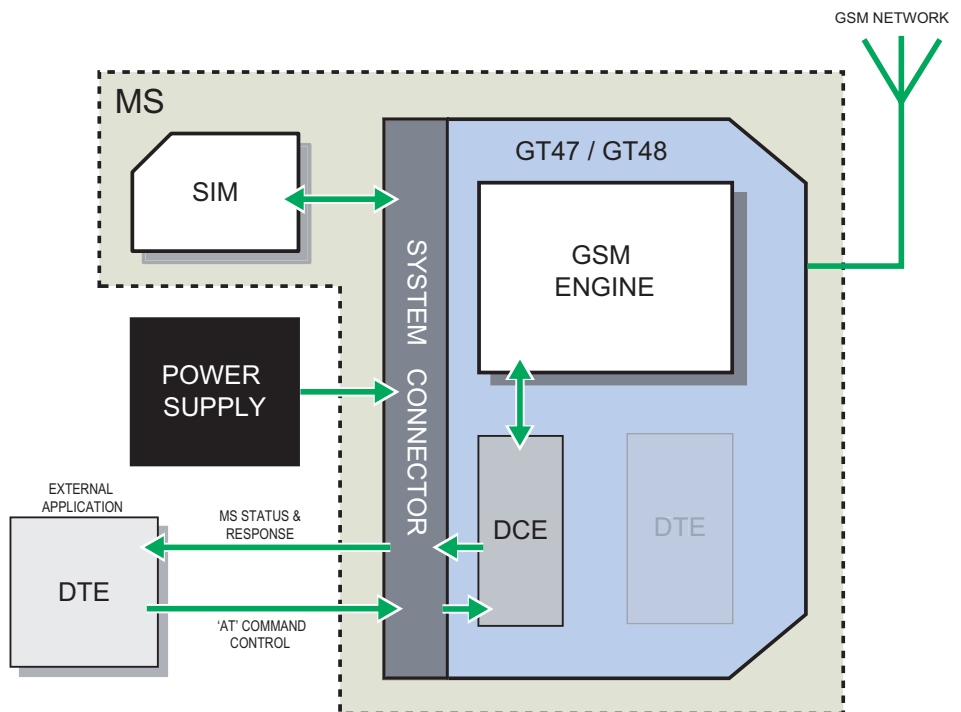 GSM NETWORK
MS
GT47 / GT48
SIM
GSM
ENGINE
SYSTEM CONNECTOR
POWER
SUPPLY
EXTERNAL
APPLICATION
MS STATUS &
RESPONSE
DCE
DTE
DTE
'AT' COMMAND
CONTROL